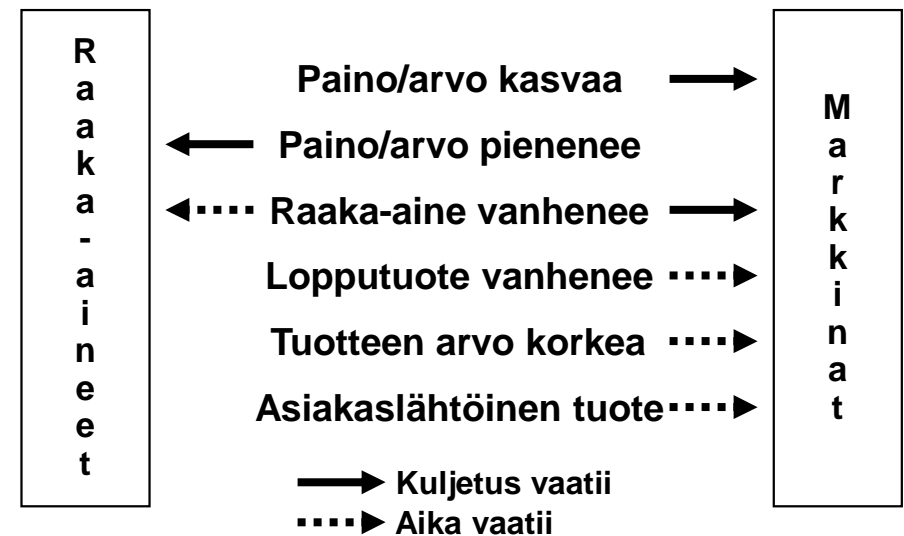 Raaka-aineet
Paino/arvo kasvaa
Paino/arvo pienenee
Raaka-aine vanhenee
Lopputuote vanhenee
Tuotteen arvo korkea
Asiakaslähtöinen tuote
Markkinat
Kuljetus vaatii
Aika vaatii